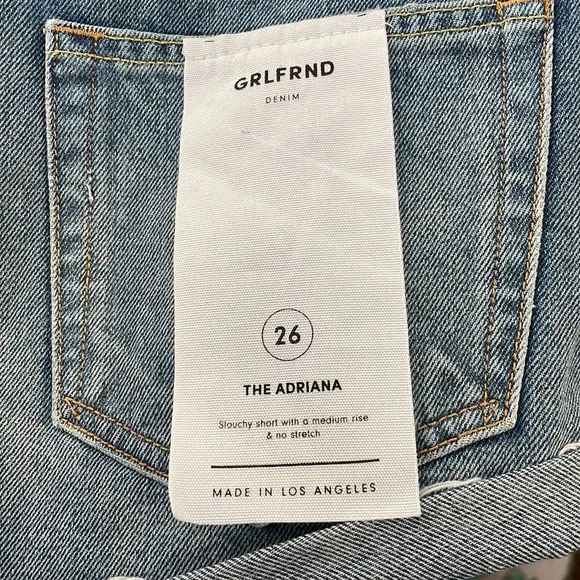 GRLFRND
DENIM
26
THE ADRIANA
Slouchy short with a medium rise
& no stretch
MADE IN LOS ANGELES